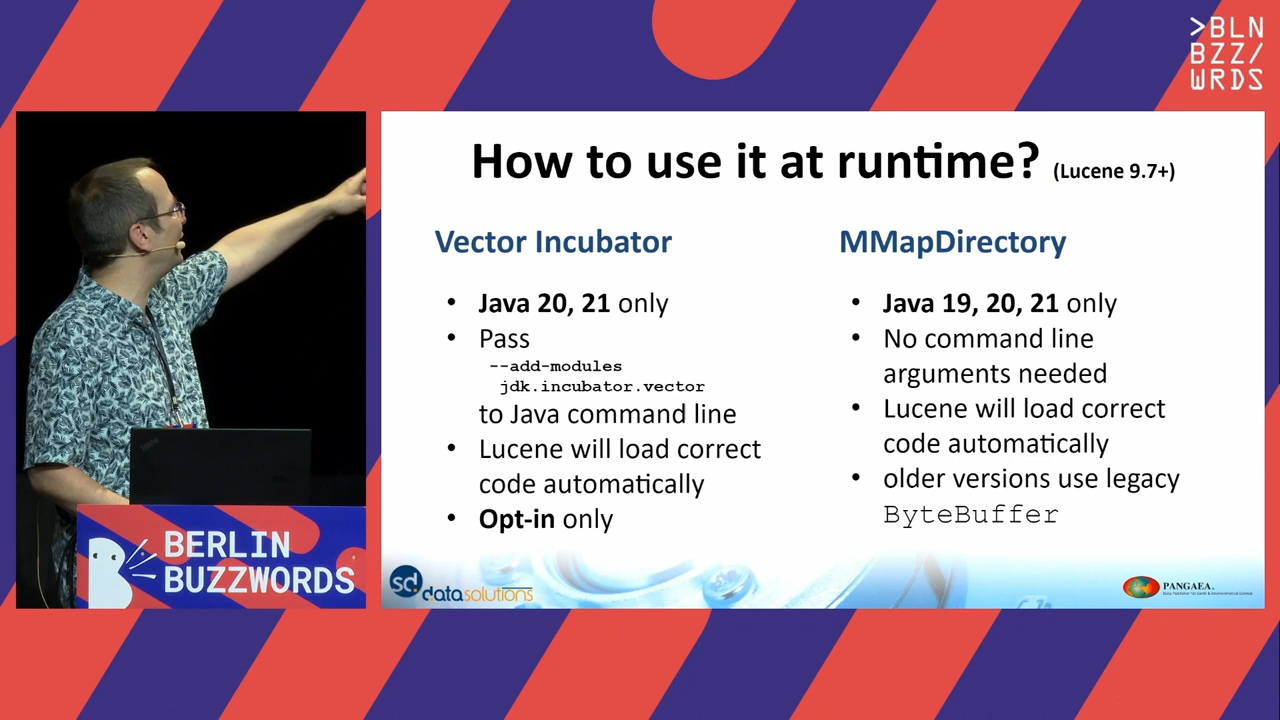 >BLN
BZZ/
WRDS
How to use it at runtime? (Lucene 9.7+)
Vector Incubator
• Java 20, 21 only
• Pass
--add-modules
jdk.incubator.vector
to Java command line
• Lucene will load correct
code automatically
• Opt-in only
MMapDirectory
• Java 19, 20, 21 only
• No command line
arguments needed
• Lucene will load correct
code automatically
• older versions use legacy
ByteBuffer
BERLIN
BUZZWORDS
sd.datasolutions
PANGAEA.